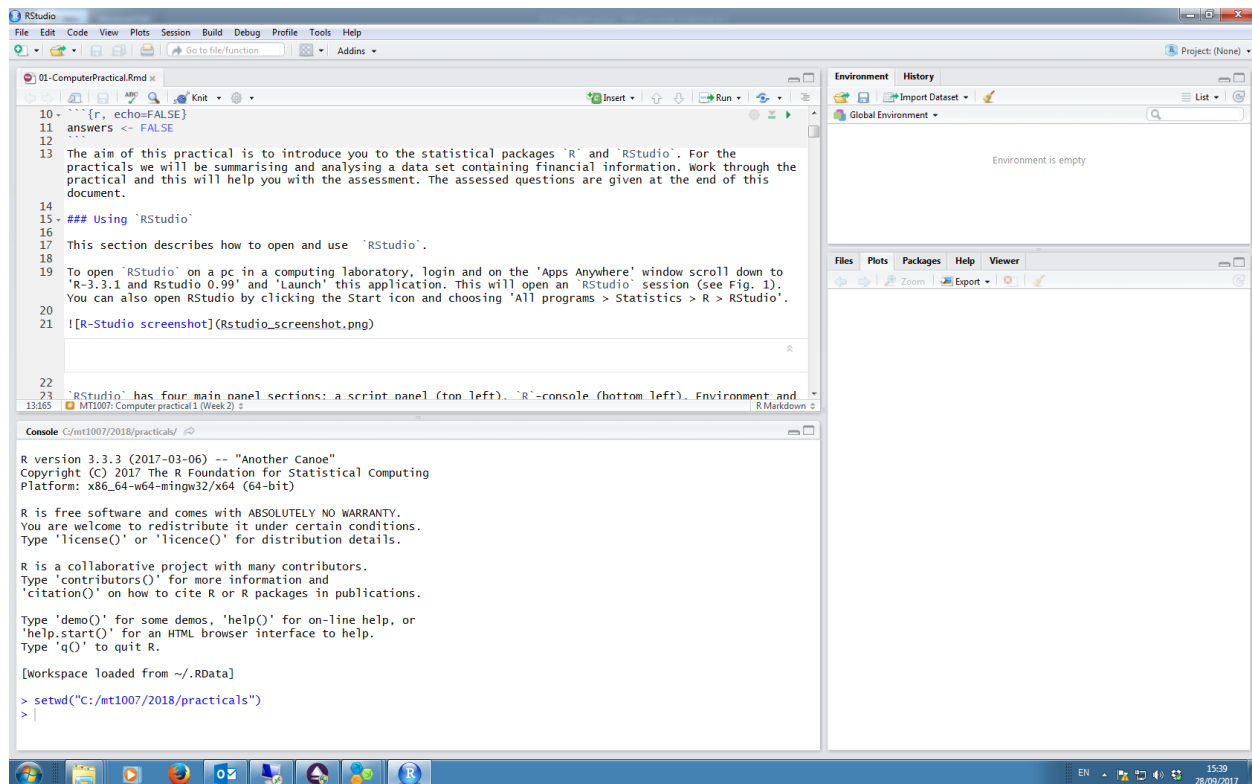 RStudio
File Edit Code View Plots Session Build Debug Profile Tools Help
Go to file/function Addins Project: (None)
01-ComputerPractical.Rmd
ABC Knit Insert Run
10 ```{r, echo=FALSE}
11 answers <- FALSE
12 ```
13 The aim of this practical is to introduce you to the statistical packages `R` and `RStudio`. For the
practicals we will be summarising and analysing a data set containing financial information. Work through the
practical and this will help you with the assessment. The assessed questions are given at the end of this
document.
14
15 ### Using `RStudio`
16
17 This section describes how to open and use  `RStudio`.
18
19 To open `RStudio` on a pc in a computing laboratory, login and on the 'Apps Anywhere' window scroll down to
'R-3.3.1 and Rstudio 0.99' and 'Launch' this application. This will open an `RStudio` session (see Fig. 1).
You can also open RStudio by clicking the Start icon and choosing 'All programs > Statistics > R > RStudio'.
20
21 ![R-Studio screenshot](Rstudio_screenshot.png)
22
23 `RStudio` has four main panel sections: a script panel (top left), `R`-console (bottom left), Environment and
13:165 MT1007: Computer practical 1 (Week 2) R Markdown
Console C:/mt1007/2018/practicals/
R version 3.3.3 (2017-03-06) -- "Another Canoe"
Copyright (C) 2017 The R Foundation for Statistical Computing
Platform: x86_64-w64-mingw32/x64 (64-bit)
R is free software and comes with ABSOLUTELY NO WARRANTY.
You are welcome to redistribute it under certain conditions.
Type 'license()' or 'licence()' for distribution details.
R is a collaborative project with many contributors.
Type 'contributors()' for more information and
'citation()' on how to cite R or R packages in publications.
Type 'demo()' for some demos, 'help()' for on-line help, or
'help.start()' for an HTML browser interface to help.
Type 'q()' to quit R.
[Workspace loaded from ~/.RData]
> setwd("C:/mt1007/2018/practicals")
>
Environment History
Import Dataset List
Global Environment
Environment is empty
Files Plots Packages Help Viewer
Zoom Export
EN 15:39
28/09/2017